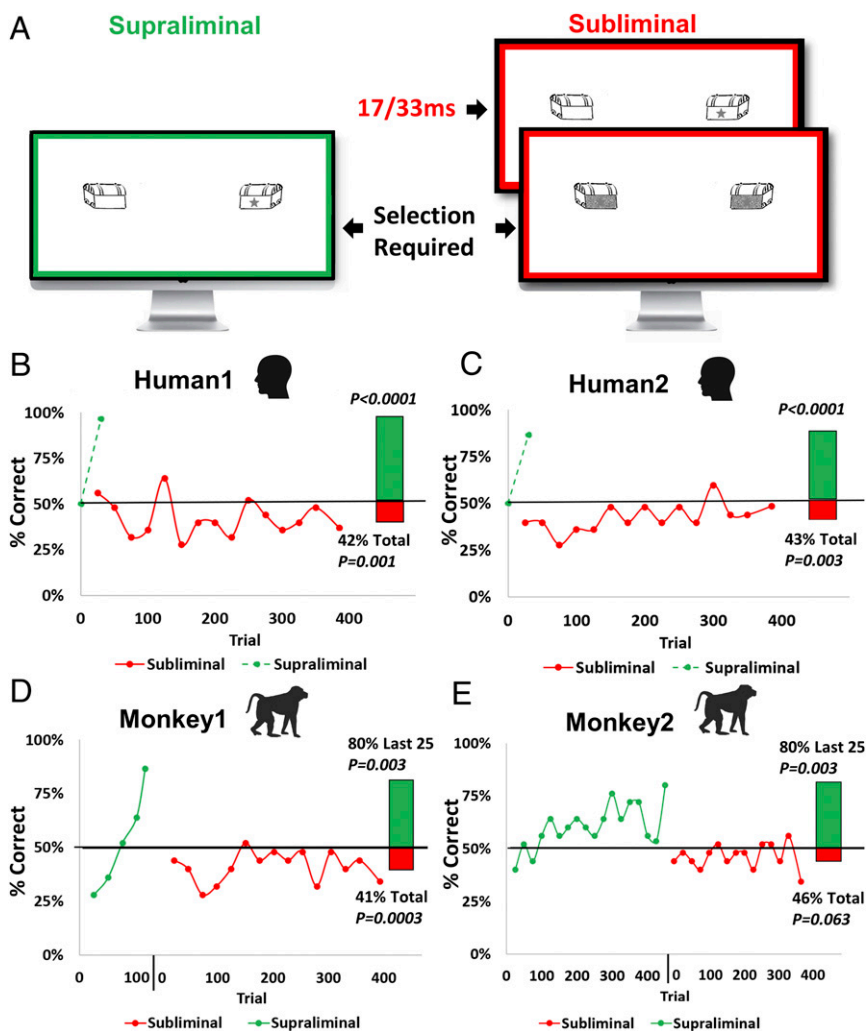 A
Supraliminal
Subliminal
17/33ms
Selection
Required
B
Human1
P<0.0001
100%
75%
50%
25%
0%
% Correct
42% Total
P=0.001
0 100 200 300 400
Trial
Subliminal Supraliminal
C
Human2
P<0.0001
100%
75%
50%
25%
0%
% Correct
43% Total
P=0.003
0 100 200 300 400
Trial
Subliminal Supraliminal
D
Monkey1
80% Last 25
P=0.003
100%
75%
50%
25%
0%
% Correct
41% Total
P=0.0003
0 100 0 100 200 300 400
Trial
Subliminal Supraliminal
E
Monkey2
80% Last 25
P=0.003
100%
75%
50%
25%
0%
% Correct
46% Total
P=0.063
0 100 200 300 400 0 100 200 300 400
Trial
Subliminal Supraliminal